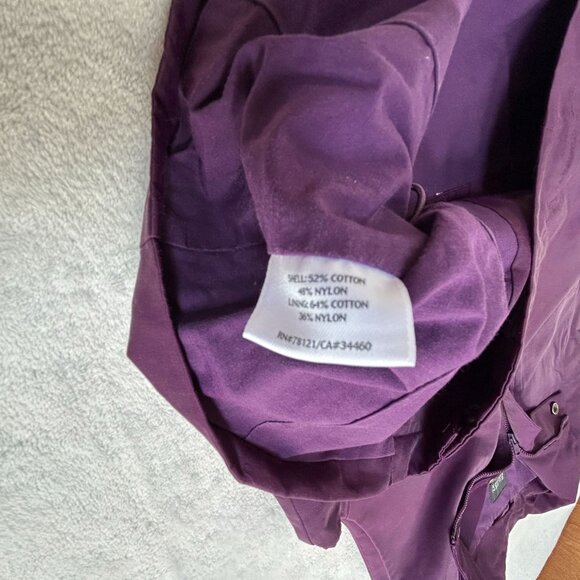 SHELL: 52% COTTON
48% NYLON
LINING: 64% COTTON
36% NYLON
RN#78121/CA#34460